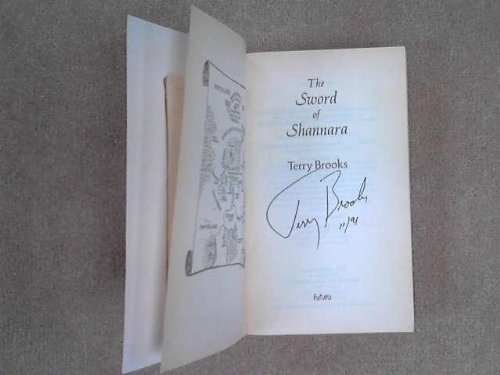 The
Sword
of
Shannara
Terry Brooks
Terry Brooks
11/91
Futura